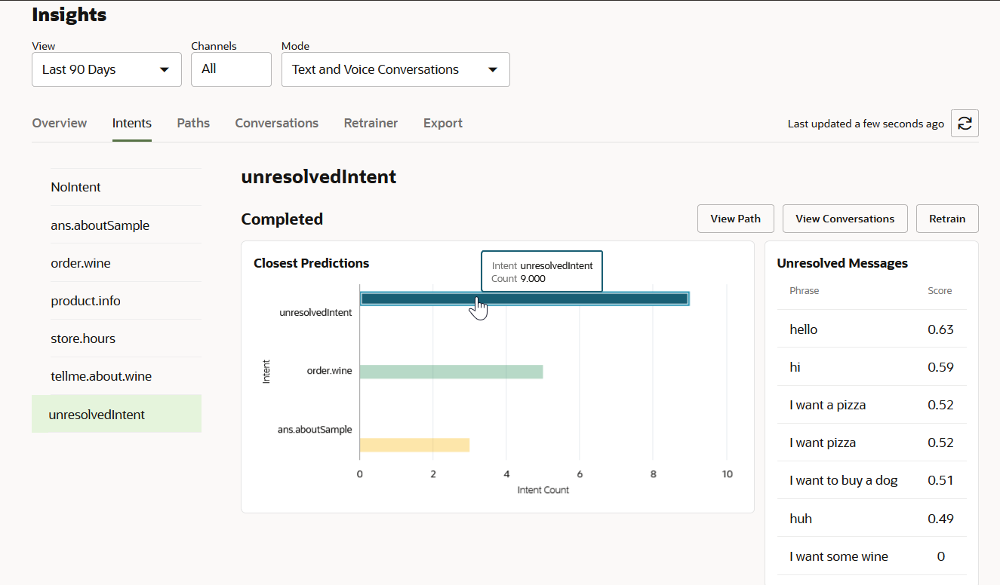 Insights
View Channels Mode
Last 90 Days All Text and Voice Conversations
Overview Intents Paths Conversations Retrainer Export Last updated a few seconds ago
NoIntent
ans.aboutSample
order.wine
product.info
store.hours
tellme.about.wine
unresolvedIntent
unresolvedIntent
Completed View Path View Conversations Retrain
Closest Predictions
Intent unresolvedIntent
Count 9.000
unresolvedIntent
order.wine
ans.aboutSample
Intent
0 2 4 6 8 10
Intent Count
Unresolved Messages
Phrase Score
hello 0.63
hi 0.59
I want a pizza 0.52
I want pizza 0.52
I want to buy a dog 0.51
huh 0.49
I want some wine 0